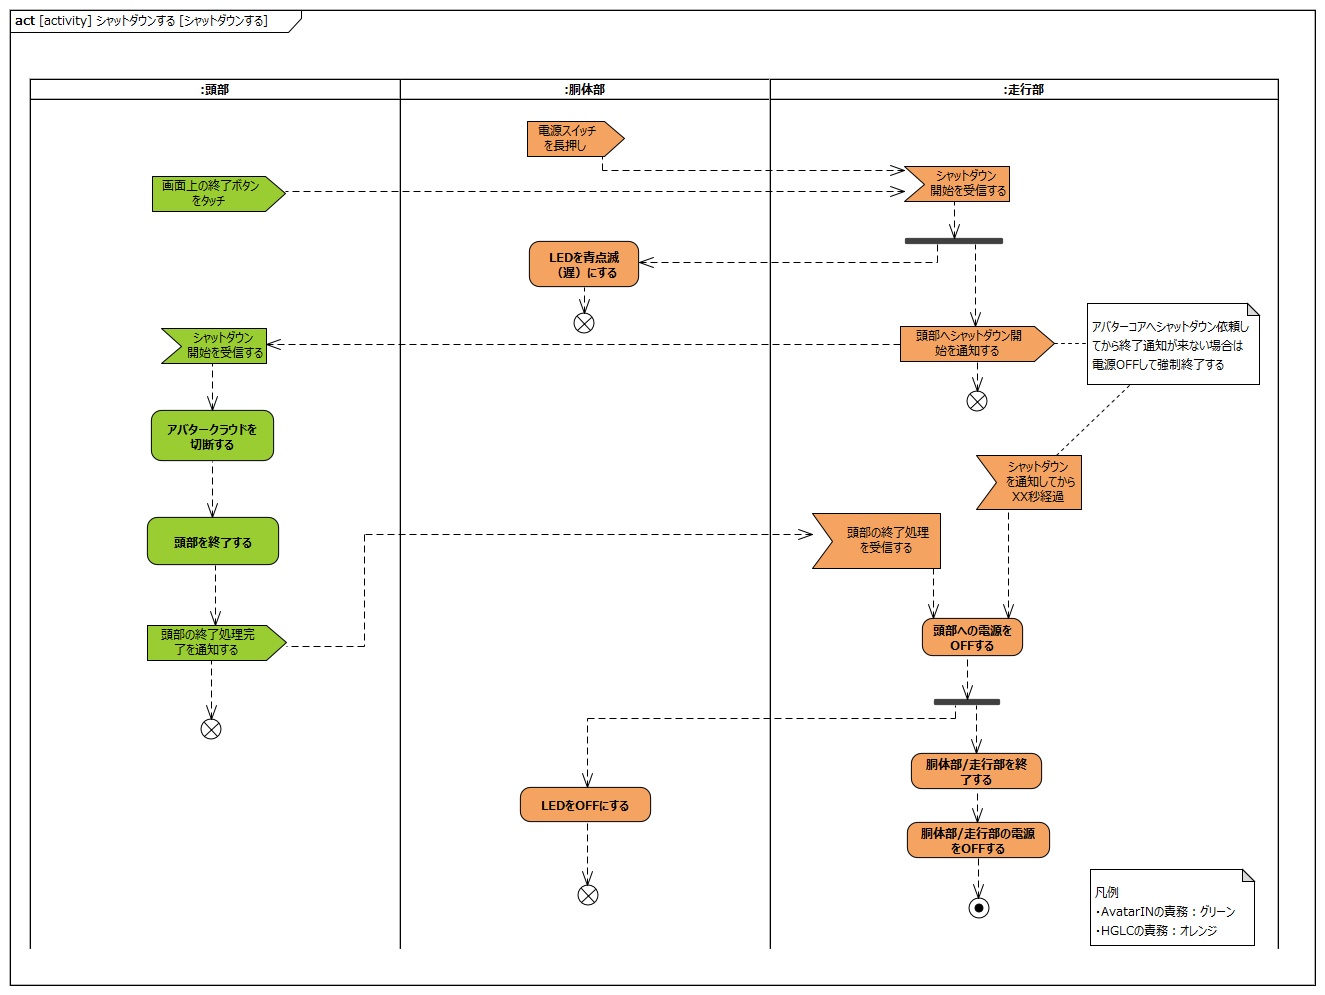 act [activity] シャットダウンする [シャットダウンする]
:頭部
:胴体部
:走行部
電源スイッチ
を長押し
画面上の終了ボタン
をタッチ
シャットダウン
開始を受信する
LEDを青点滅
（遅）にする
シャットダウン
開始を受信する
頭部へシャットダウン開
始を通知する
アバターコアへシャットダウン依頼し
てから終了通知が来ない場合は
電源OFFして強制終了する
アバタークラウドを
切断する
シャットダウン
を通知してから
XX秒経過
頭部を終了する
頭部の終了処理
を受信する
頭部の終了処理完
了を通知する
頭部への電源を
OFFする
胴体部/走行部を終
了する
LEDをOFFにする
胴体部/走行部の電源
をOFFする
凡例
・AvatarINの責務：グリーン
・HGLCの責務：オレンジ